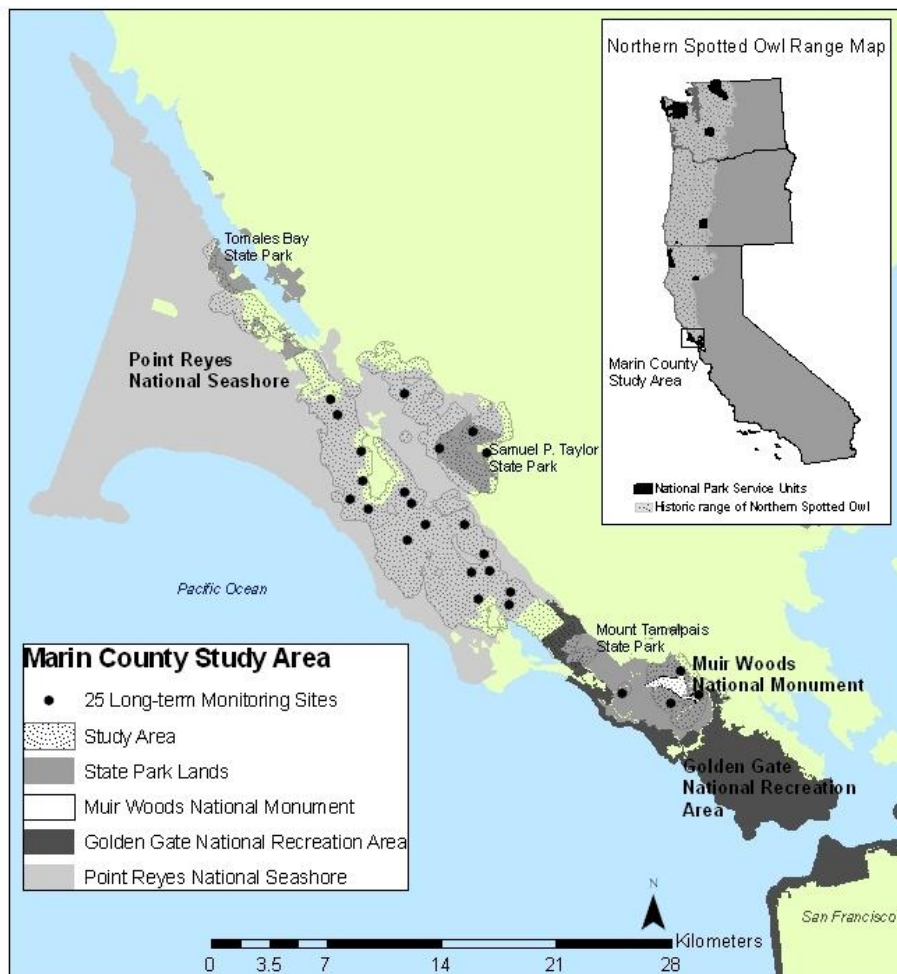 Northern Spotted Owl Range Map
Marin County
Study Area
National Park Service Units
Historic range of Northern Spotted Owl
Tomales Bay
State Park
Point Reyes
National Seashore
Samuel P. Taylor
State Park
Pacific Ocean
Mount Tamalpais
State Park
Muir Woods
National Monument
Golden Gate
National Recreation
Area
San Francisco
Marin County Study Area
25 Long-term Monitoring Sites
Study Area
State Park Lands
Muir Woods National Monument
Golden Gate National Recreation Area
Point Reyes National Seashore
N
Kilometers
0 3.5 7 14 21 28